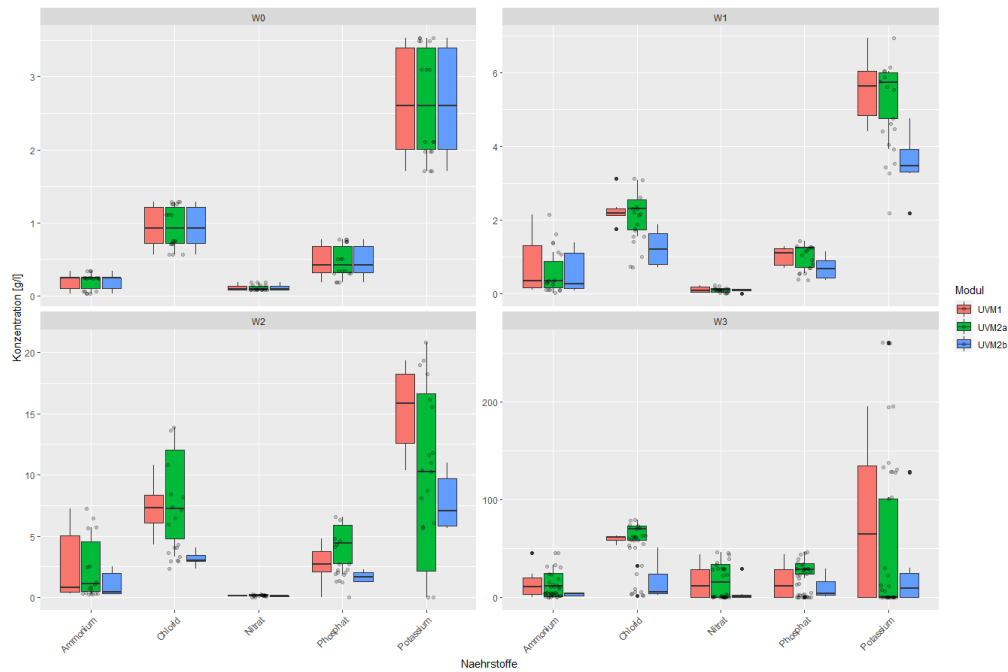 W0
W1
3
2
1
0
6
4
2
0
Konzentration [g/l]
W2
W3
20
15
10
5
0
200
100
0
Ammonium
Chlorid
Nitrat
Phosphat
Potassium
Ammonium
Chlorid
Nitrat
Phosphat
Potassium
Naehrstoffe
Modul
UVM1
UVM2a
UVM2b